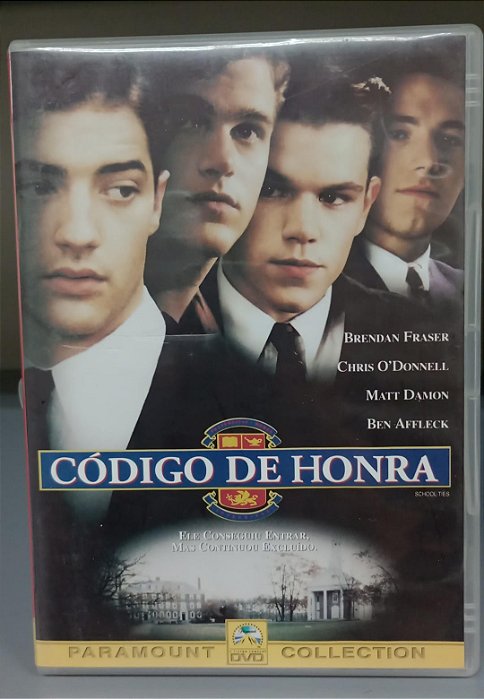 BRENDAN FRASER
CHRIS O'DONNELL
MATT DAMON
BEN AFFLECK
CÓDIGO DE HONRA
SCHOOL TIES
ELE CONSEGUIU ENTRAR,
MAS CONTINUOU EXCLUÍDO.
PARAMOUNT DVD COLLECTION